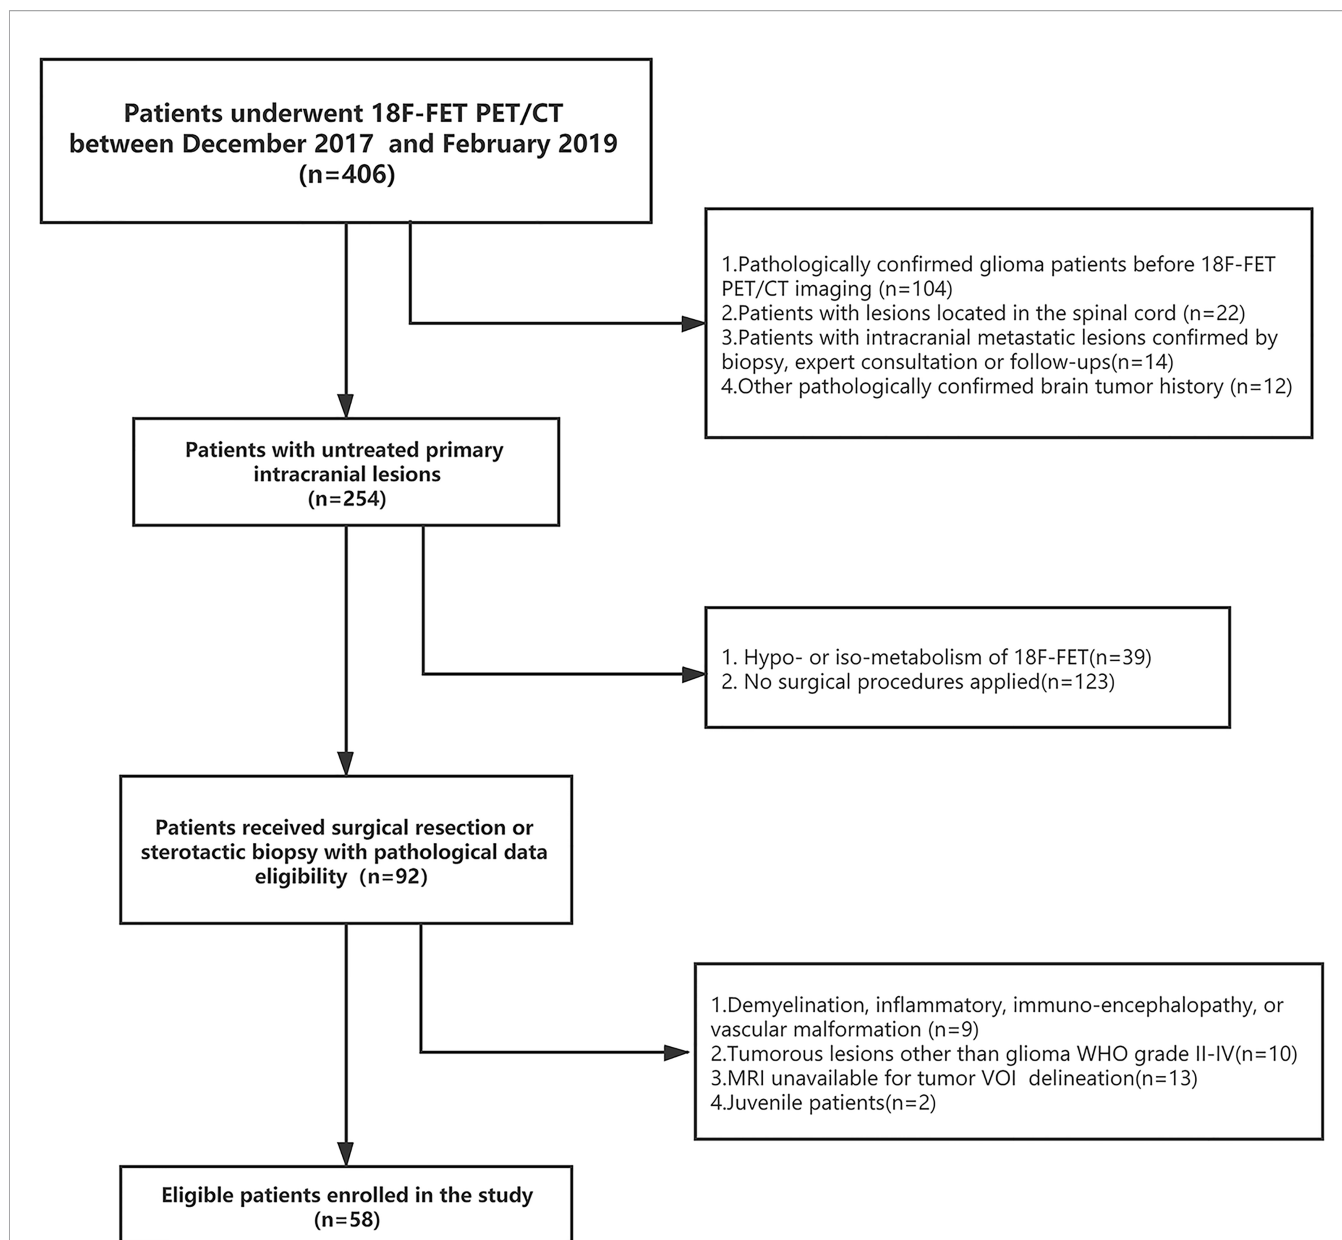 Patients underwent 18F-FET PET/CT
between December 2017 and February 2019
(n=406)
1.Pathologically confirmed glioma patients before 18F-FET
PET/CT imaging (n=104)
2.Patients with lesions located in the spinal cord (n=22)
3.Patients with intracranial metastatic lesions confirmed by
biopsy, expert consultation or follow-ups(n=14)
4.Other pathologically confirmed brain tumor history (n=12)
Patients with untreated primary
intracranial lesions
(n=254)
1. Hypo- or iso-metabolism of 18F-FET(n=39)
2. No surgical procedures applied(n=123)
Patients received surgical resection or
sterotactic biopsy with pathological data
eligibility (n=92)
1.Demyelination, inflammatory, immuno-encephalopathy, or
vascular malformation (n=9)
2.Tumorous lesions other than glioma WHO grade II-IV(n=10)
3.MRI unavailable for tumor VOI delineation(n=13)
4.Juvenile patients(n=2)
Eligible patients enrolled in the study
(n=58)